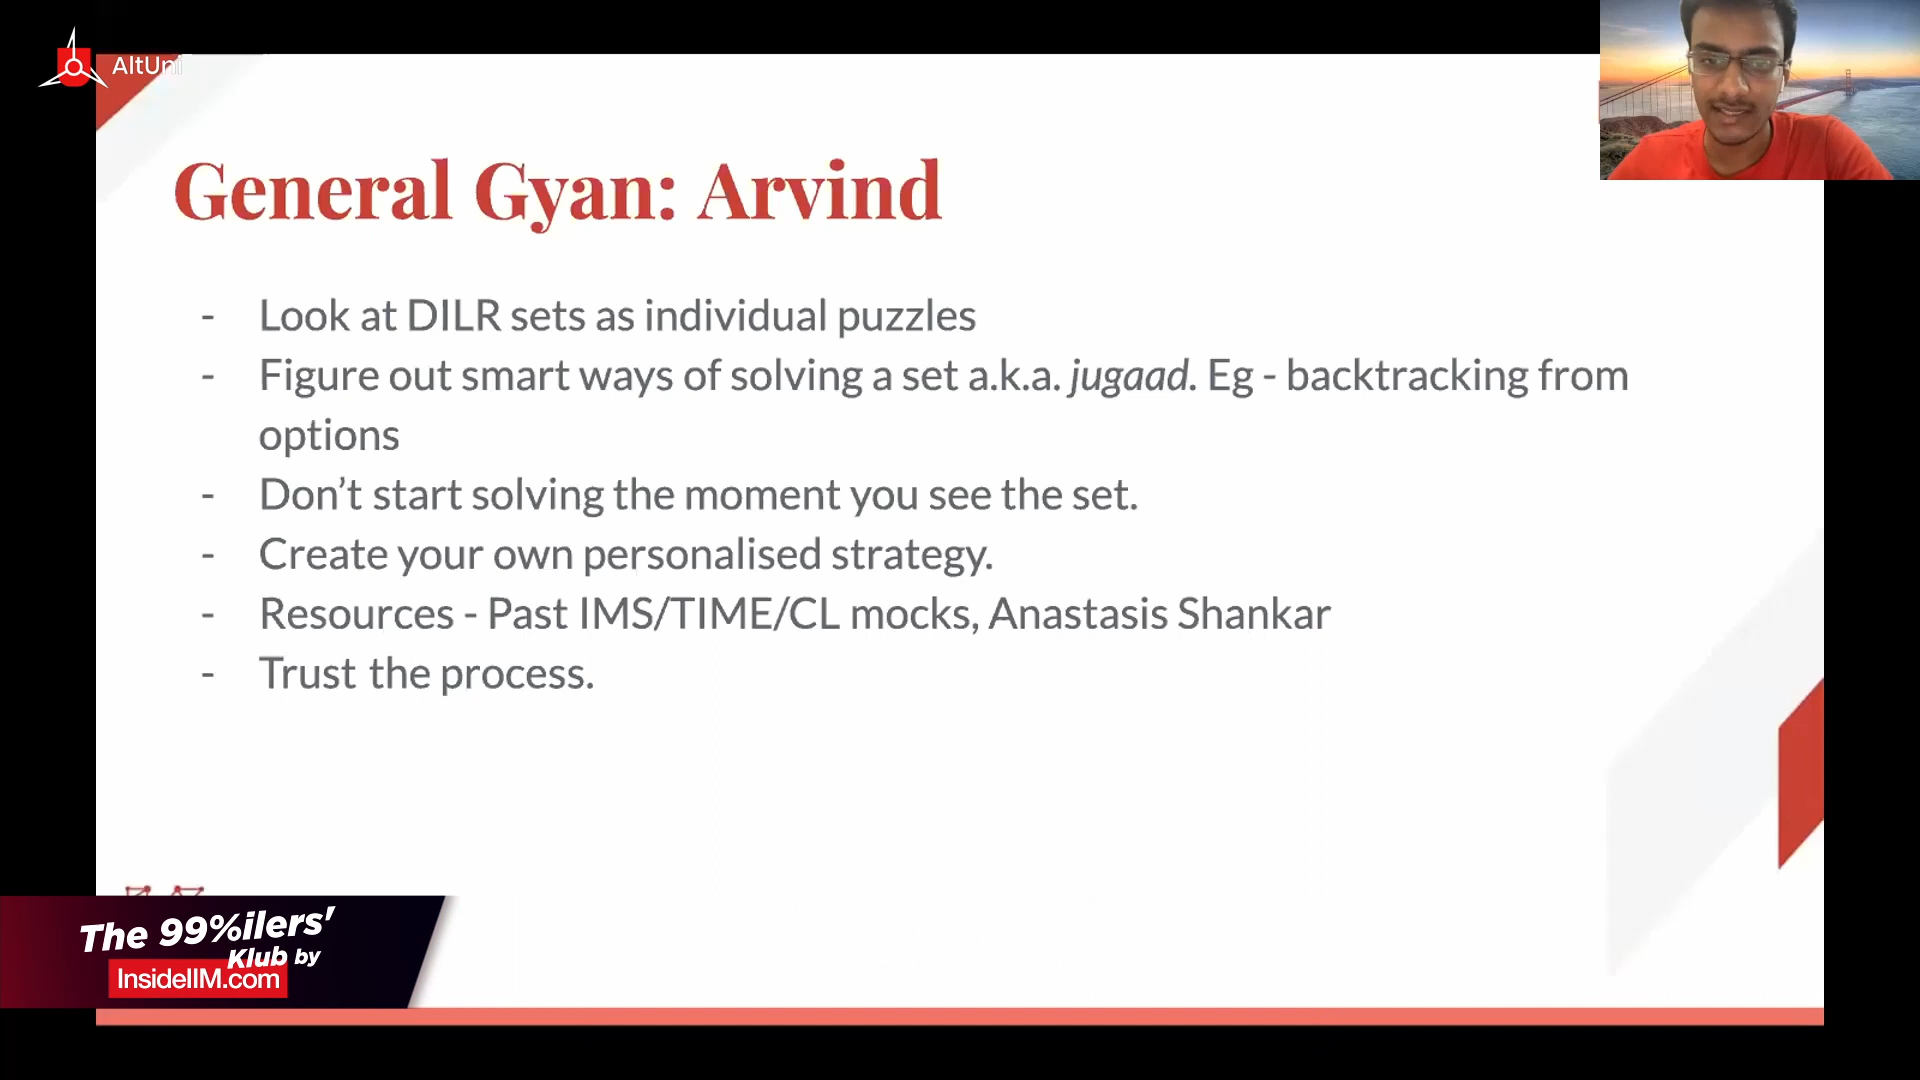 AltUni
General Gyan: Arvind
- Look at DILR sets as individual puzzles
- Figure out smart ways of solving a set a.k.a. jugaad. Eg - backtracking from
options
- Don’t start solving the moment you see the set.
- Create your own personalised strategy.
- Resources - Past IMS/TIME/CL mocks, Anastasis Shankar
- Trust the process.
The 99%ilers'
Klub by
InsideIIM.com